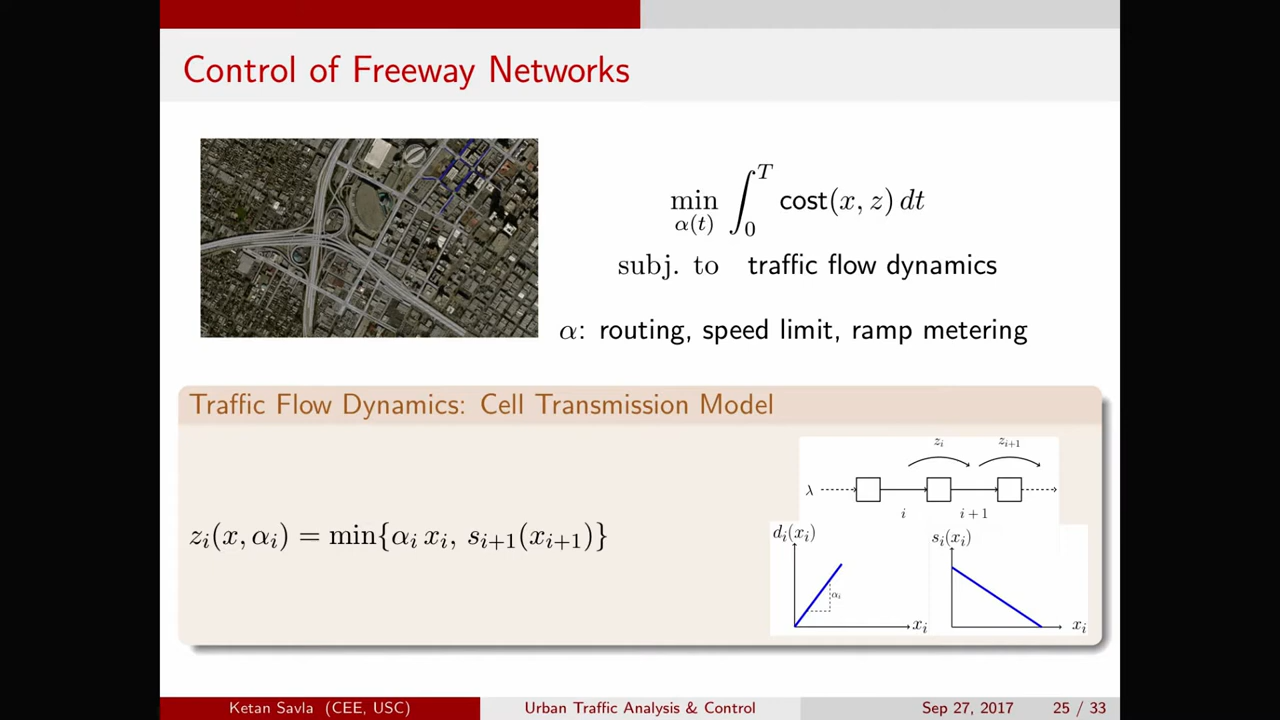 Control of Freeway Networks
min_{α(t)} ∫_0^T cost(x, z) dt
subj. to traffic flow dynamics
α: routing, speed limit, ramp metering
Traffic Flow Dynamics: Cell Transmission Model
z_i(x, α_i) = min{α_i x_i, s_{i+1}(x_{i+1})}
z_i z_{i+1}
λ
i i + 1
d_i(x_i) s_i(x_i)
α_i
x_i x_i
Ketan Savla (CEE, USC) Urban Traffic Analysis & Control Sep 27, 2017 25 / 33